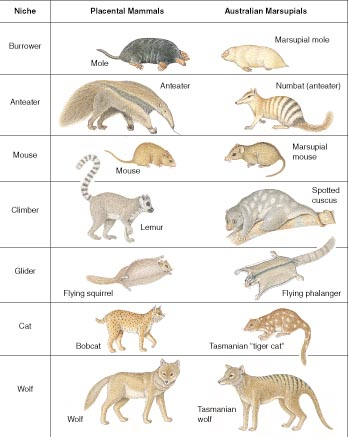 Niche Placental Mammals Australian Marsupials
Burrower
Mole
Marsupial mole
Anteater
Anteater
Numbat (anteater)
Mouse
Mouse
Marsupial
mouse
Climber
Lemur
Spotted
cuscus
Glider
Flying squirrel
Flying phalanger
Cat
Bobcat
Tasmanian "tiger cat"
Wolf
Wolf
Tasmanian
wolf